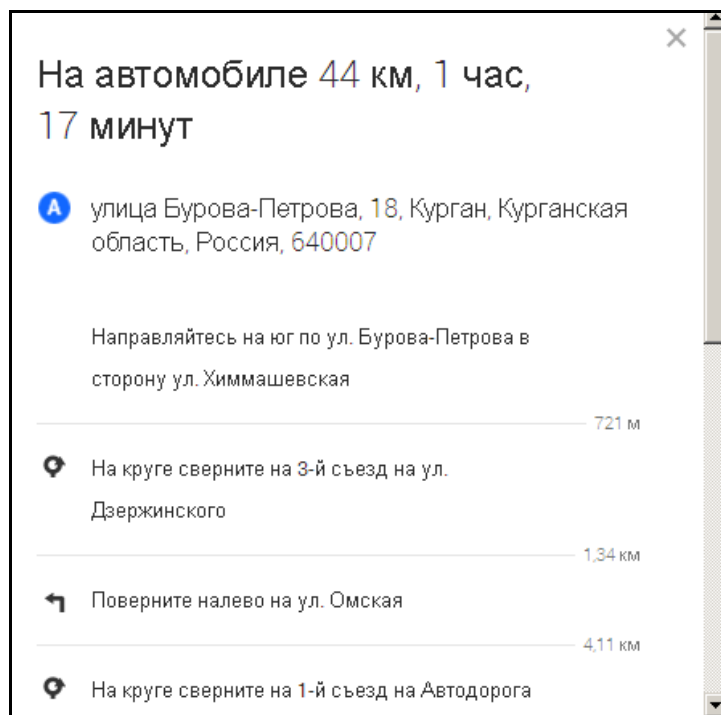 На автомобиле 44 км, 1 час,
17 минут
A
улица Бурова-Петрова, 18, Курган, Курганская
область, Россия, 640007
Направляйтесь на юг по ул. Бурова-Петрова в
сторону ул. Химмашевская
721 м
На круге сверните на 3-й съезд на ул.
Дзержинского
1,34 км
Поверните налево на ул. Омская
4,11 км
На круге сверните на 1-й съезд на Автодорога